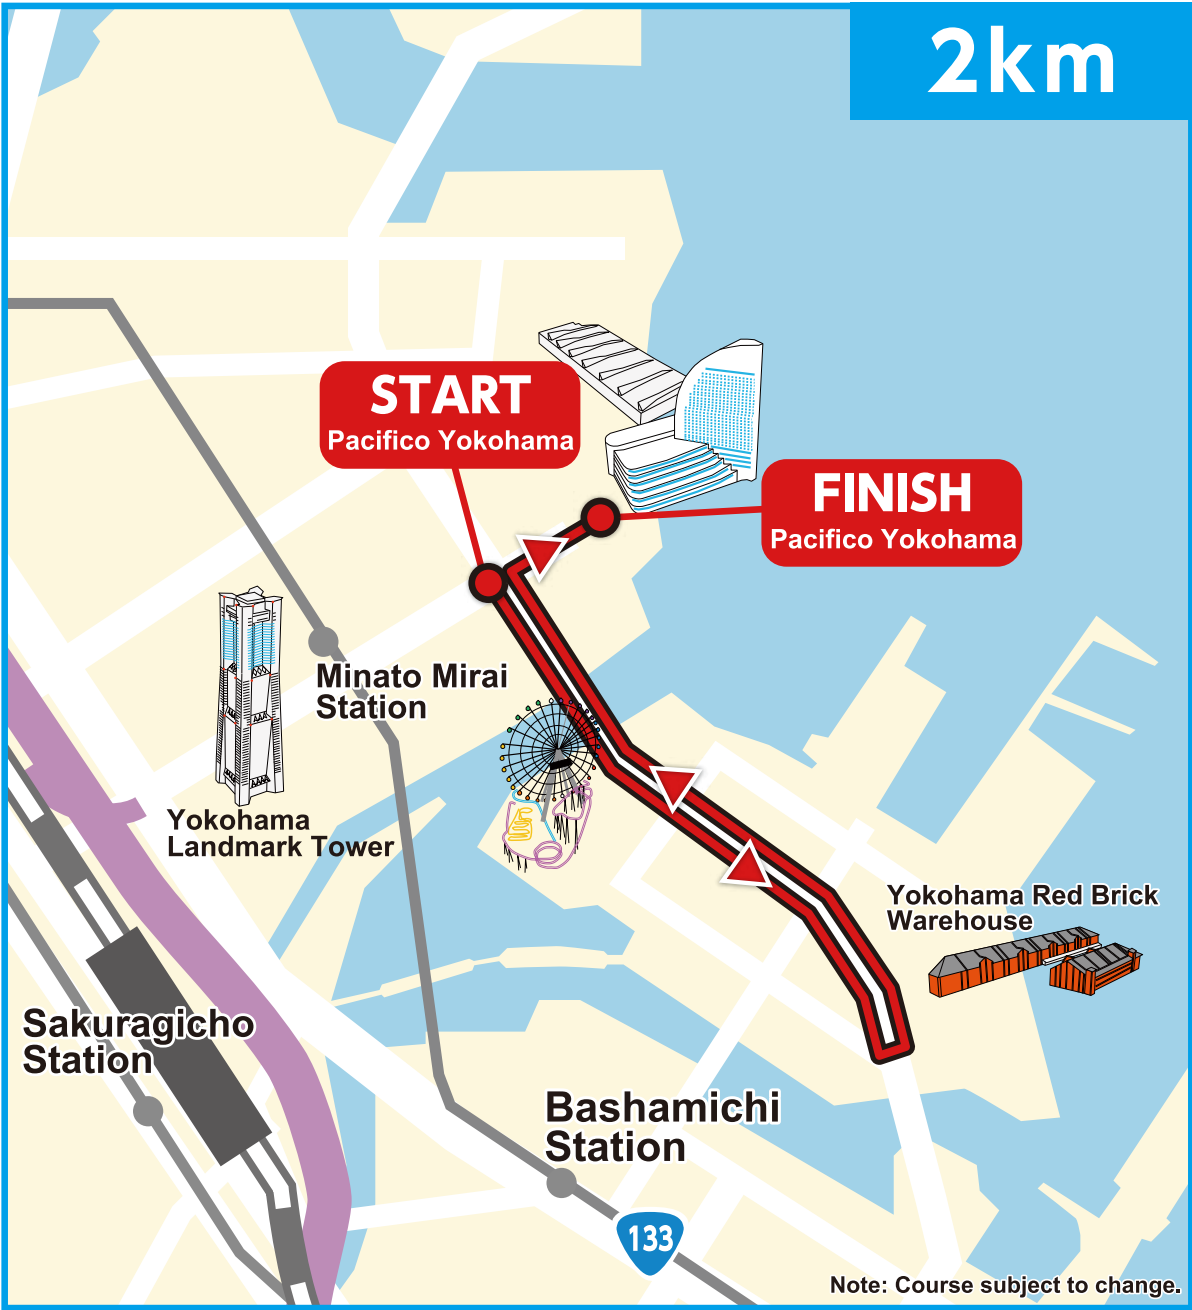 2km
START
Pacifico Yokohama
FINISH
Pacifico Yokohama
Minato Mirai
Station
Yokohama
Landmark Tower
Yokohama Red Brick
Warehouse
Sakuragicho
Station
Bashamichi
Station
133
Note: Course subject to change.